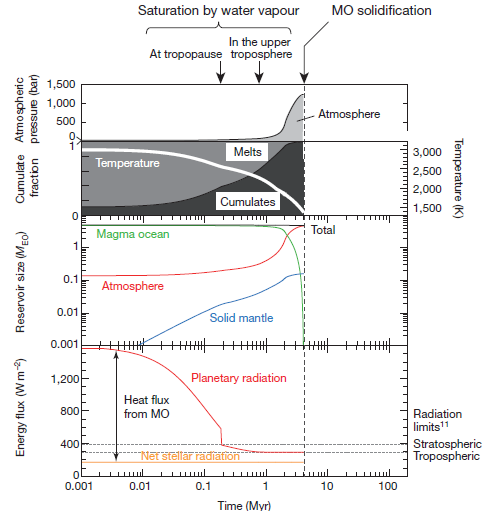 Saturation by water vapour
MO solidification
In the upper
At tropopause troposphere
Atmospheric
pressure (bar)
1,500
1,000
500
0
Atmosphere
Cumulate
fraction
1
0
Temperature
Melts
Cumulates
3,000
2,500
2,000
1,500
Temperature (K)
Reservoir size (M_EO)
Magma ocean
Total
1
0.1
0.01
0.001
Atmosphere
Solid mantle
Energy flux (W m⁻²)
1,200
800
400
0
Planetary radiation
Heat flux
from MO
Net stellar radiation
Radiation
limits¹¹
Stratospheric
Tropospheric
0.001
0.01
0.1
1
10
100
Time (Myr)